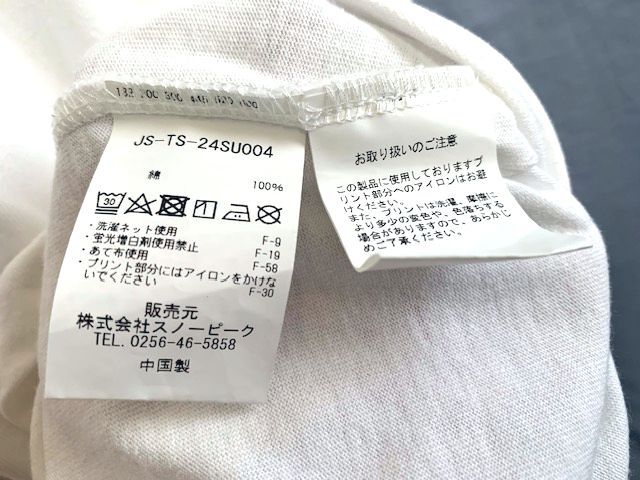 JS-TS-24SU004
綿 100%
30
・洗濯ネット使用 F-9
・蛍光増白剤使用禁止 F-19
・あて布使用 F-58
・プリント部分にはアイロンをかけな
いでください F-30
販売元
株式会社スノーピーク
TEL. 0256-46-5858
中国製
お取り扱いのご注意
この製品に使用しておりますプ
リント部分へのアイロンはお避
けください。
また、プリントは洗濯、摩擦に
より多少の変色や、色落ちする
場合がありますので、あらかじ
めご了承ください。